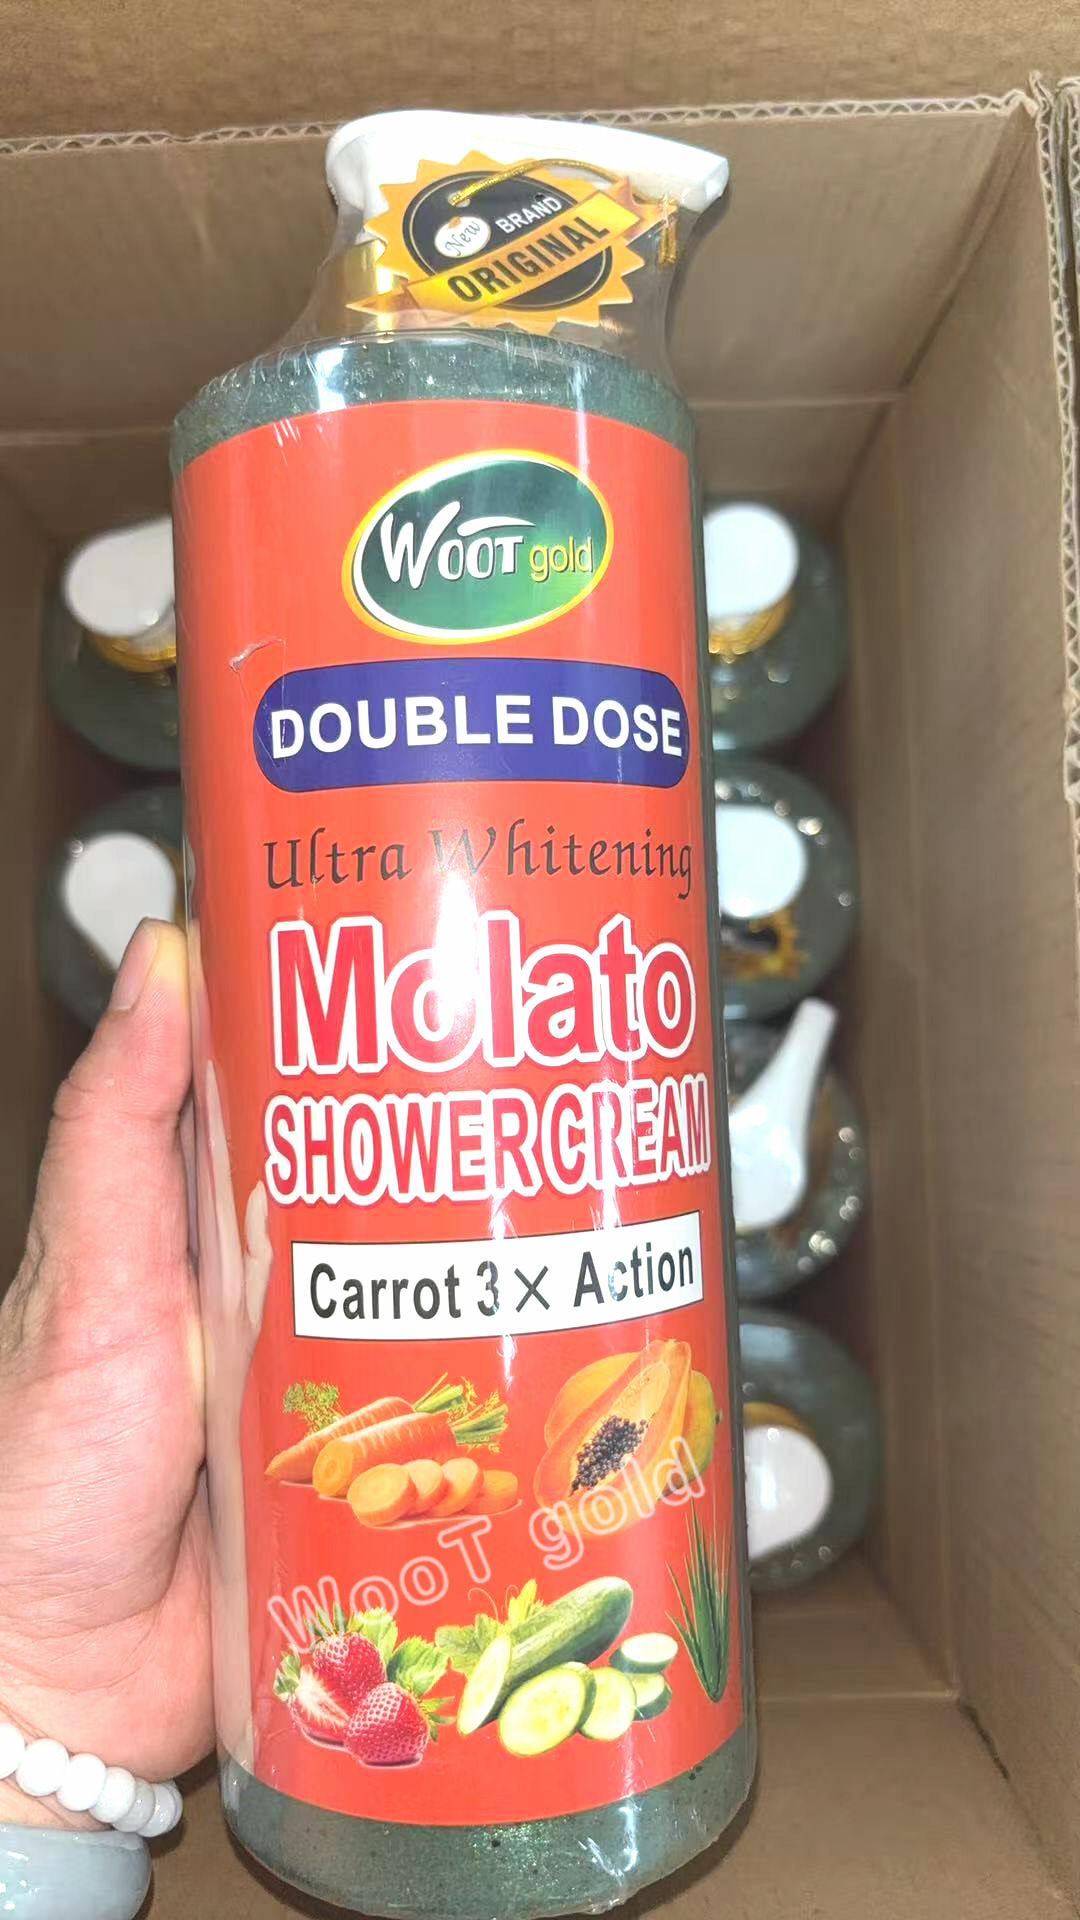 New BRAND
ORIGINAL
WOOT gold
DOUBLE DOSE
Ultra Whitening
Molato
SHOWER CREAM
Carrot 3× Action
WooT gold